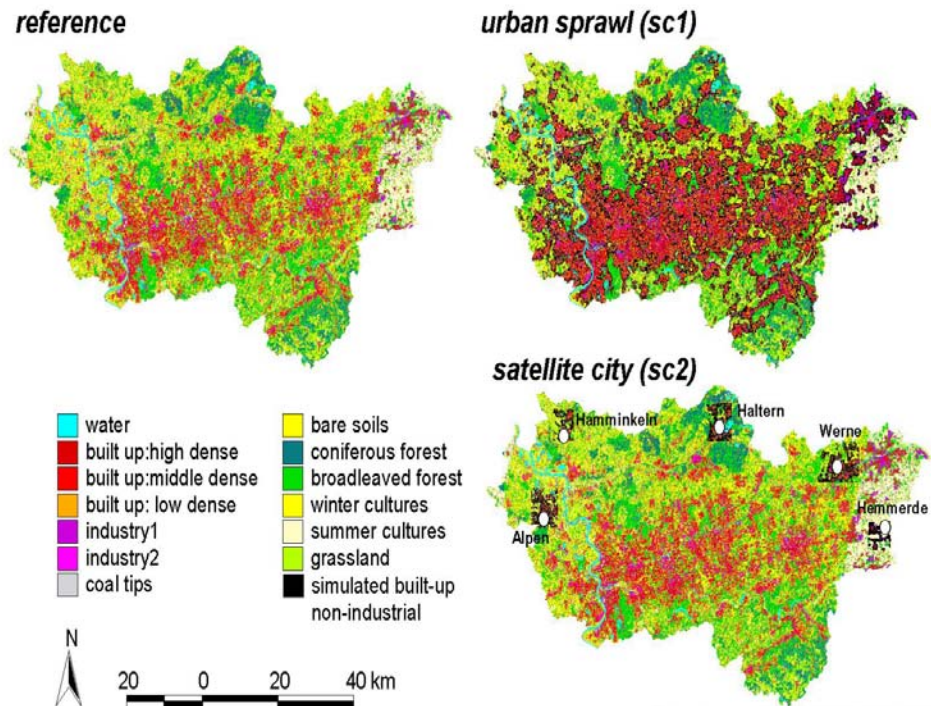 reference
urban sprawl (sc1)
satellite city (sc2)
Hamminkeln
Haltern
Werne
Hemmerde
Alpen
water
built up:high dense
built up:middle dense
built up: low dense
industry1
industry2
coal tips
bare soils
coniferous forest
broadleaved forest
winter cultures
summer cultures
grassland
simulated built-up
non-industrial
N
20 0 20 40 km